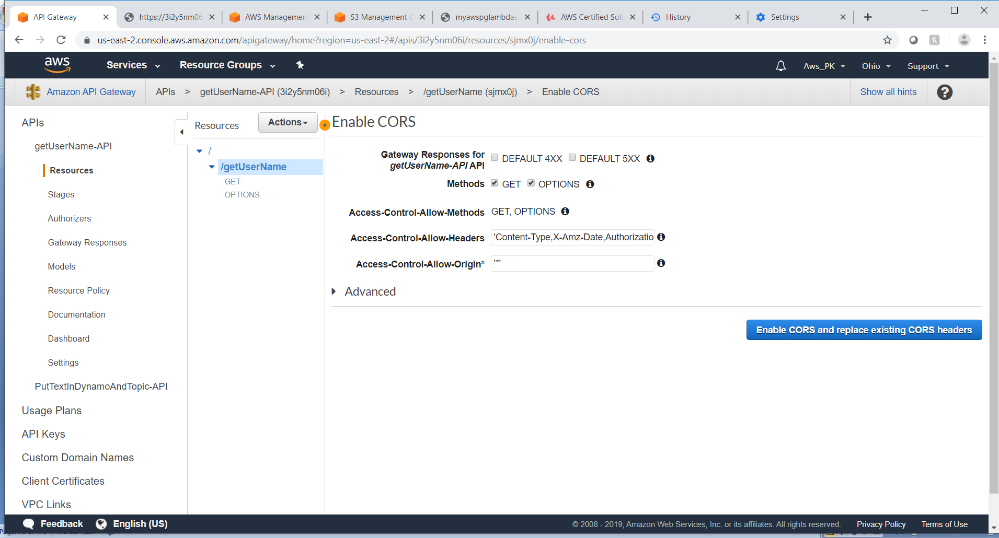 API Gateway
https://3i2y5nm06
AWS Management
S3 Management C
myawspglambdas
AWS Certified Solu
History
Settings
us-east-2.console.aws.amazon.com/apigateway/home?region=us-east-2#/apis/3i2y5nm06i/resources/sjmx0j/enable-cors
aws
Services
Resource Groups
Aws_PK
Ohio
Support
Amazon API Gateway
APIs > getUserName-API (3i2y5nm06i) > Resources > /getUserName (sjmx0j) > Enable CORS
Show all hints
?
APIs
getUserName-API
Resources
Stages
Authorizers
Gateway Responses
Models
Resource Policy
Documentation
Dashboard
Settings
PutTextInDynamoAndTopic-API
Usage Plans
API Keys
Custom Domain Names
Client Certificates
VPC Links
Resources
Actions
/
/getUserName
GET
OPTIONS
Enable CORS
Gateway Responses for
getUserName-API API
DEFAULT 4XX DEFAULT 5XX
Methods GET OPTIONS
Access-Control-Allow-Methods GET, OPTIONS
Access-Control-Allow-Headers 'Content-Type,X-Amz-Date,Authorizatio
Access-Control-Allow-Origin* '*'
Advanced
Enable CORS and replace existing CORS headers
Feedback
English (US)
© 2008 - 2019, Amazon Web Services, Inc. or its affiliates. All rights reserved.
Privacy Policy
Terms of Use